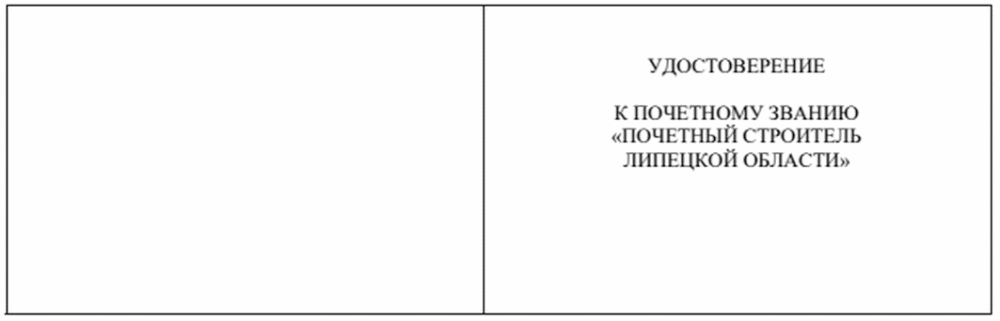 УДОСТОВЕРЕНИЕ
К ПОЧЕТНОМУ ЗВАНИЮ
«ПОЧЕТНЫЙ СТРОИТЕЛЬ
ЛИПЕЦКОЙ ОБЛАСТИ»